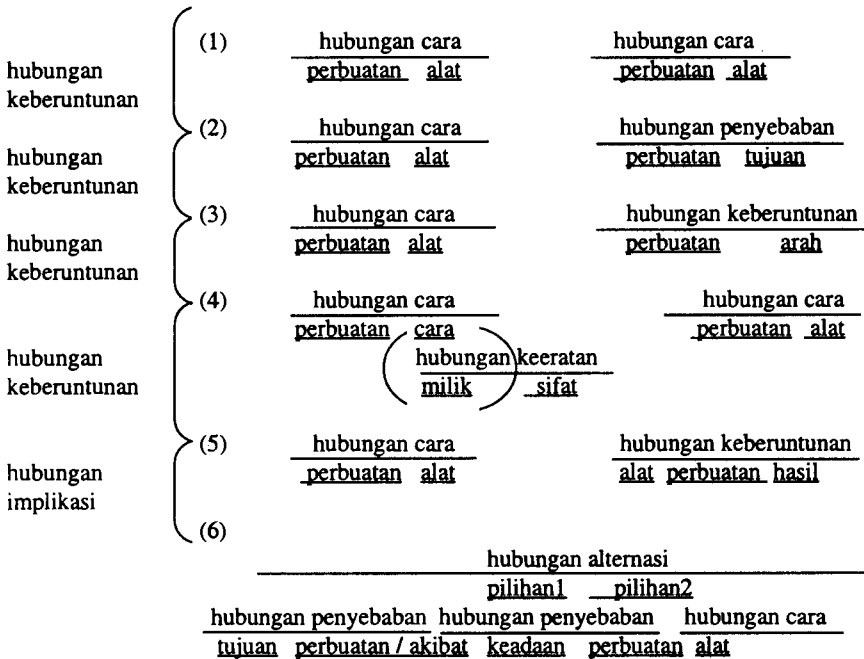 (1) hubungan cara hubungan cara
hubungan perbuatan alat perbuatan alat
keberuntunan
(2) hubungan cara hubungan penyebaban
hubungan perbuatan alat perbuatan tujuan
keberuntunan
(3) hubungan cara hubungan keberuntunan
hubungan perbuatan alat perbuatan arah
keberuntunan
(4) hubungan cara hubungan cara
perbuatan cara perbuatan alat
hubungan hubungan keeratan
keberuntunan milik sifat
(5) hubungan cara hubungan keberuntunan
hubungan perbuatan alat alat perbuatan hasil
implikasi
(6)
hubungan alternasi
pilihan1 pilihan2
hubungan penyebaban hubungan penyebaban hubungan cara
tujuan perbuatan / akibat keadaan perbuatan alat